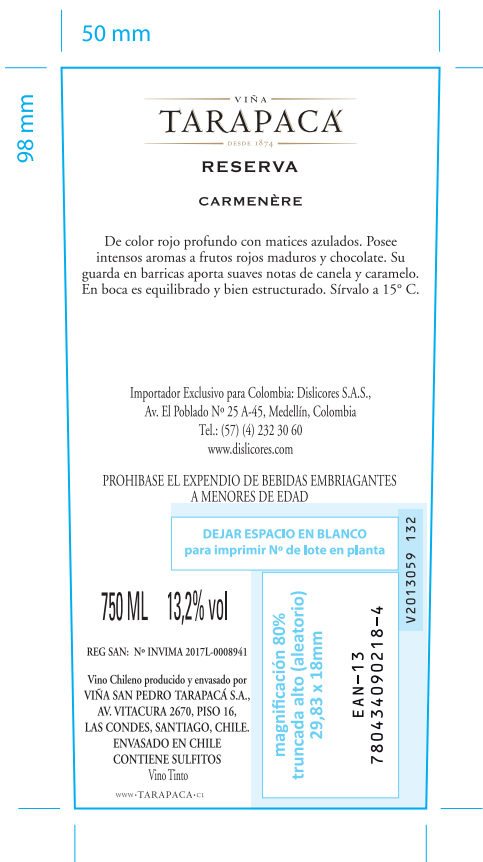 50 mm
98 mm
VIÑA
TARAPACÁ
DESDE 1874
RESERVA
CARMENÈRE
De color rojo profundo con matices azulados. Posee
intensos aromas a frutos rojos maduros y chocolate. Su
guarda en barricas aporta suaves notas de canela y caramelo.
En boca es equilibrado y bien estructurado. Sírvalo a 15° C.
Importador Exclusivo para Colombia: Dislicores S.A.S.,
Av. El Poblado Nº 25 A-45, Medellín, Colombia
Tel.: (57) (4) 232 30 60
www.dislicores.com
PROHIBASE EL EXPENDIO DE BEBIDAS EMBRIAGANTES
A MENORES DE EDAD
DEJAR ESPACIO EN BLANCO
para imprimir Nº de lote en planta
V2013059 132
750 ML 13,2% vol
REG SAN: Nº INVIMA 2017L-0008941
Vino Chileno producido y envasado por
VIÑA SAN PEDRO TARAPACÁ S.A.,
AV. VITACURA 2670, PISO 16,
LAS CONDES, SANTIAGO, CHILE.
ENVASADO EN CHILE
CONTIENE SULFITOS
Vino Tinto
WWW•TARAPACA•CL
magnificación 80%
truncada alto (aleatorio)
29,83 x 18mm
EAN-13
780434090218-4